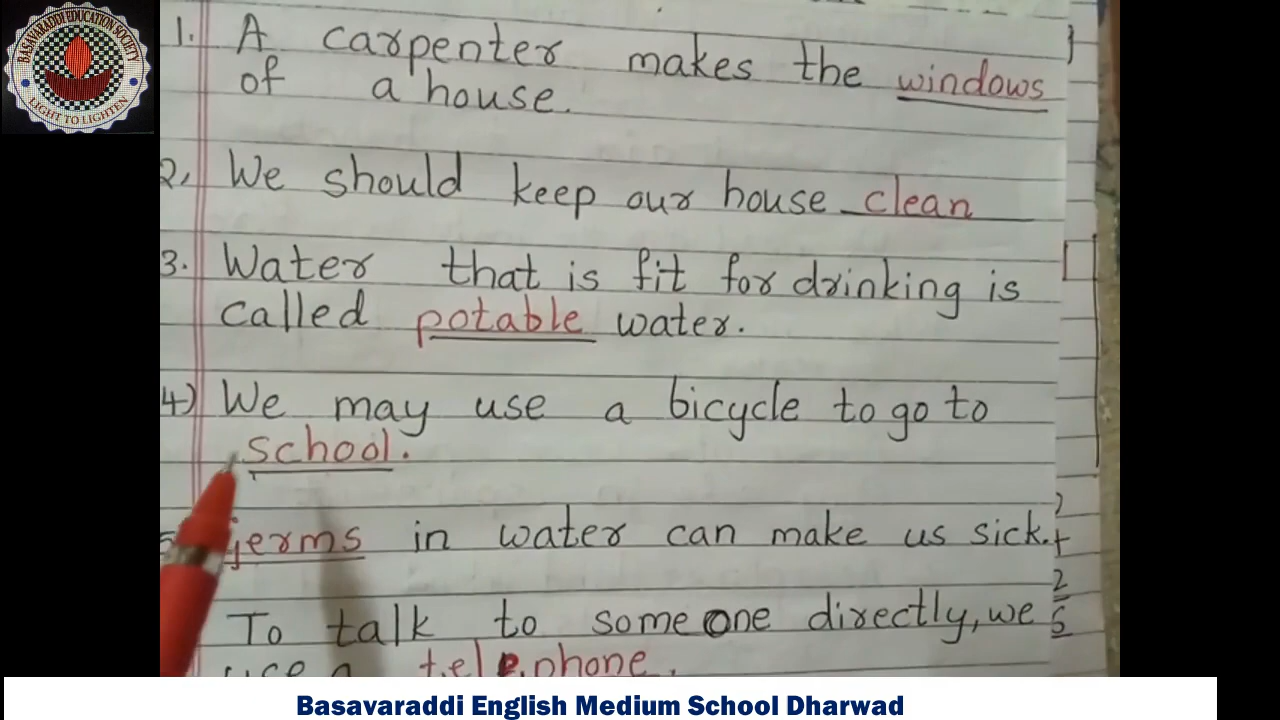 BASAVARADDI EDUCATION SOCIETY
LIGHT TO LIGHTEN
1. A carpenter makes the windows
of a house.
2, We should keep our house clean
3. Water that is fit for drinking is
called potable water.
4) We may use a bicycle to go to
school.
germs in water can make us sick.
To talk to someone directly, we
use a telephone.
Basavaraddi English Medium School Dharwad